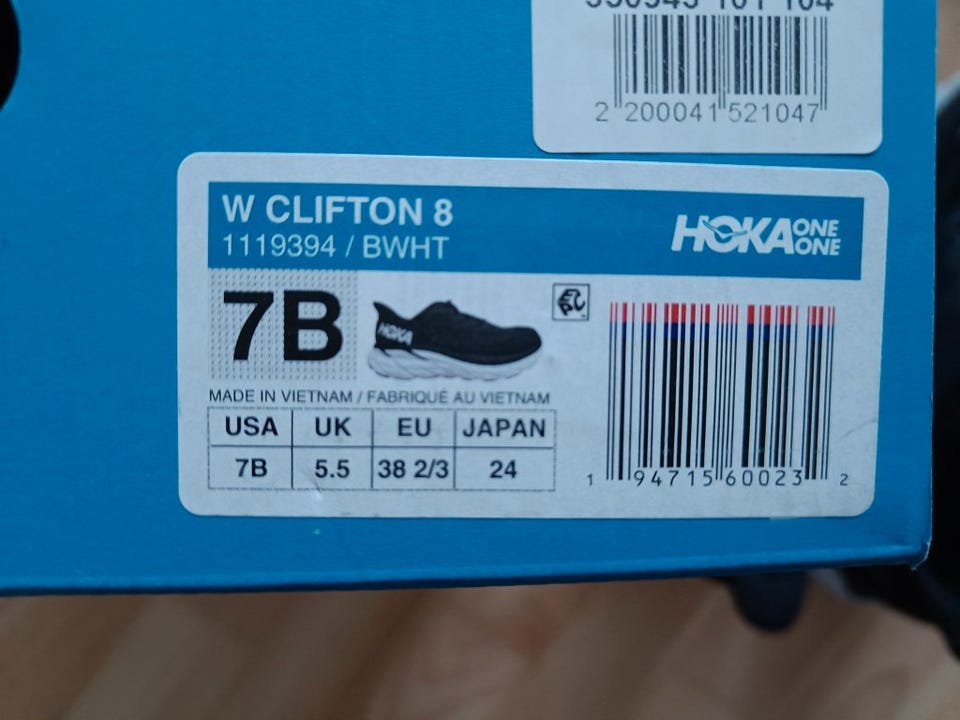 2 200041 521047
W CLIFTON 8
1119394 / BWHT
HOKA ONE ONE
7B
HOKA
MADE IN VIETNAM / FABRIQUÉ AU VIETNAM
USA UK EU JAPAN
7B 5.5 38 2/3 24
1 94715 60023 2